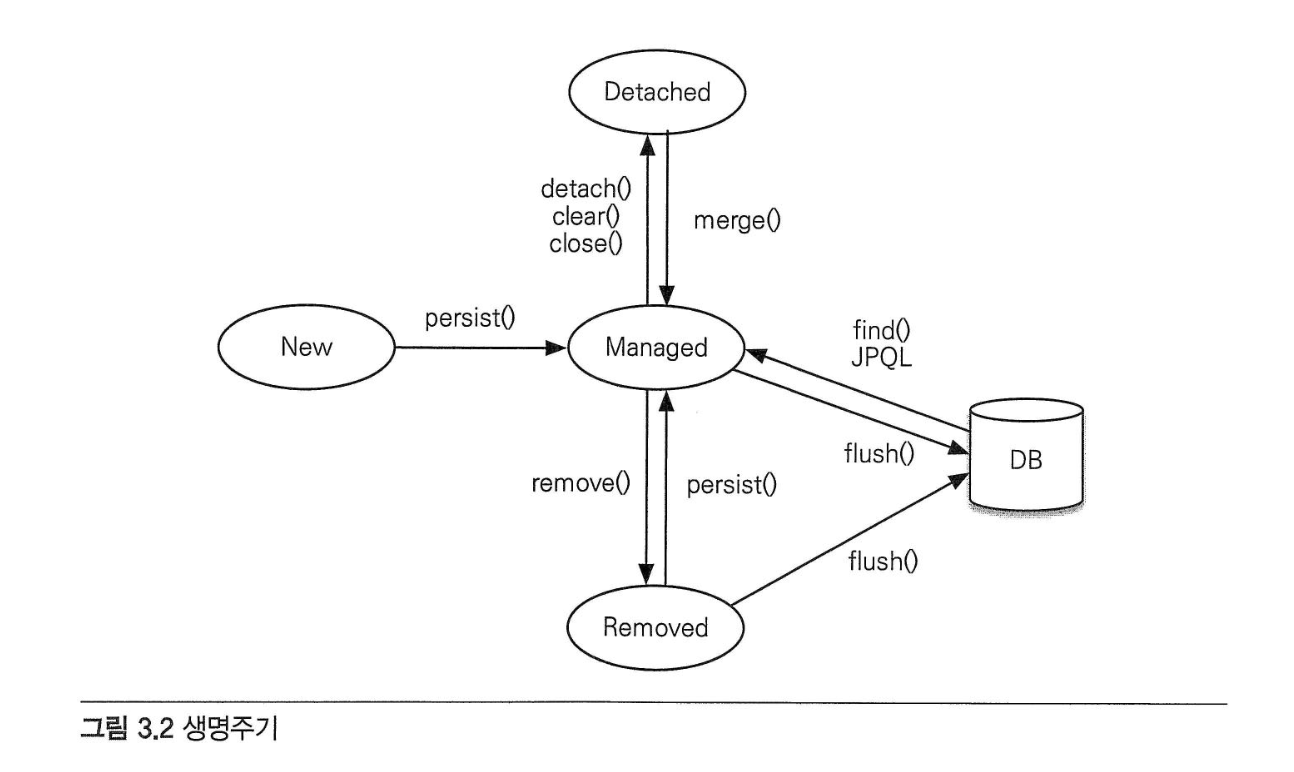 Detached
detach()
clear()
close()
merge()
New
persist()
Managed
find()
JPQL
flush()
DB
remove()
persist()
flush()
Removed
그림 3.2 생명주기